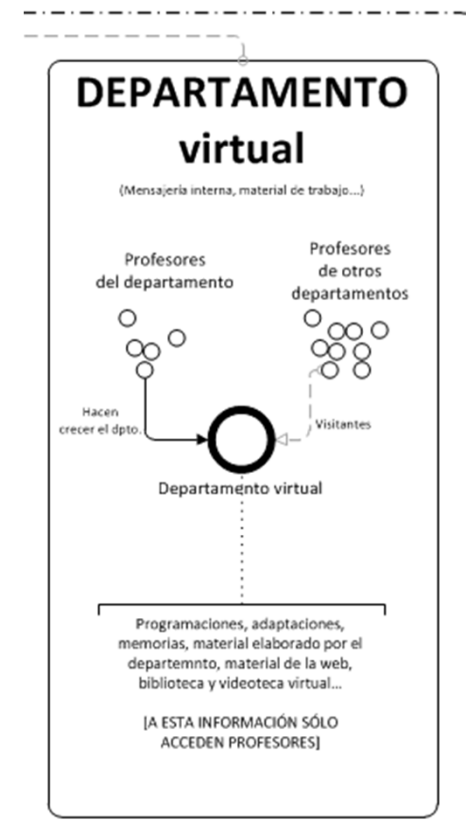 DEPARTAMENTO
virtual
(Mensajería interna, material de trabajo...)
Profesores
del departamento
Profesores
de otros
departamentos
Hacen
crecer el dpto.
Visitantes
Departamento virtual
Programaciones, adaptaciones,
memorias, material elaborado por el
departemnto, material de la web,
biblioteca y videoteca virtual...
[A ESTA INFORMACIÓN SÓLO
ACCEDEN PROFESORES]